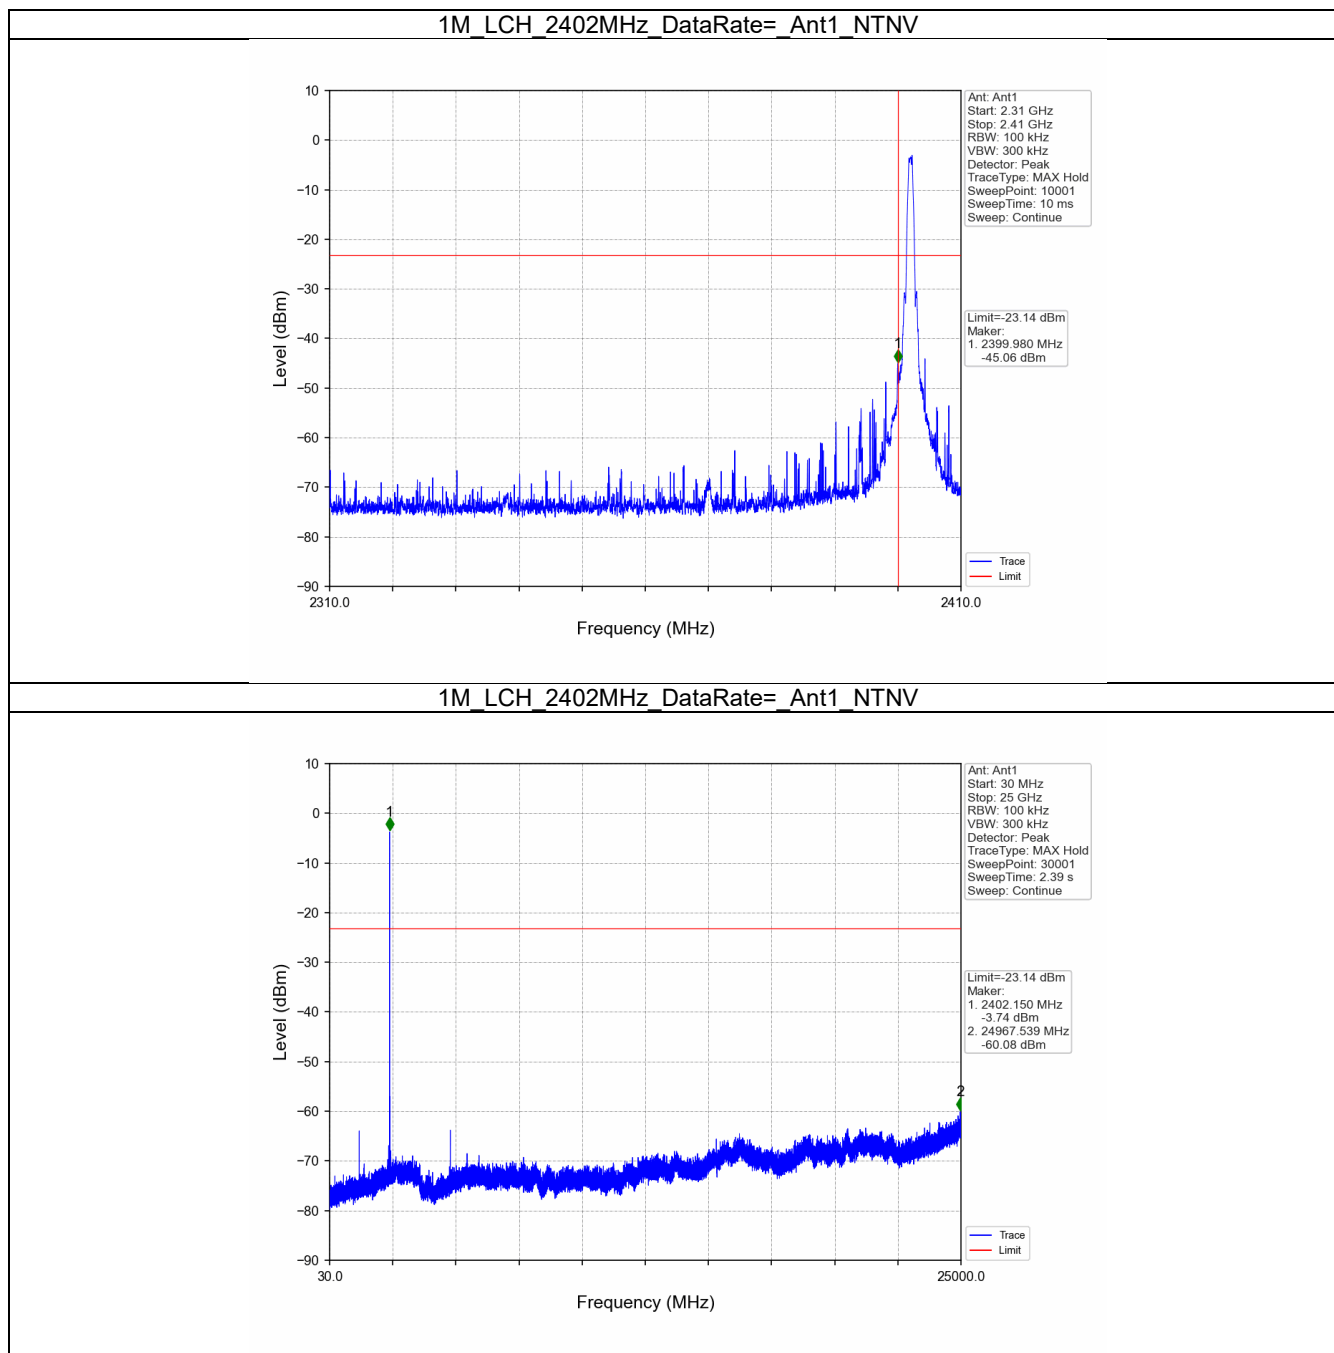 1M_LCH_2402MHz_DataRate=_Ant1_NTNV
10
0
−10
−20
−30
−40
−50
−60
−70
−80
−90
Level (dBm)
2310.0
2410.0
Frequency (MHz)
1
Ant: Ant1
Start: 2.31 GHz
Stop: 2.41 GHz
RBW: 100 kHz
VBW: 300 kHz
Detector: Peak
TraceType: MAX Hold
SweepPoint: 10001
SweepTime: 10 ms
Sweep: Continue
Limit=-23.14 dBm
Maker:
1. 2399.980 MHz
-45.06 dBm
Trace
Limit
1M_LCH_2402MHz_DataRate=_Ant1_NTNV
10
0
−10
−20
−30
−40
−50
−60
−70
−80
−90
Level (dBm)
30.0
25000.0
Frequency (MHz)
1
2
Ant: Ant1
Start: 30 MHz
Stop: 25 GHz
RBW: 100 kHz
VBW: 300 kHz
Detector: Peak
TraceType: MAX Hold
SweepPoint: 30001
SweepTime: 2.39 s
Sweep: Continue
Limit=-23.14 dBm
Maker:
1. 2402.150 MHz
-3.74 dBm
2. 24967.539 MHz
-60.08 dBm
Trace
Limit